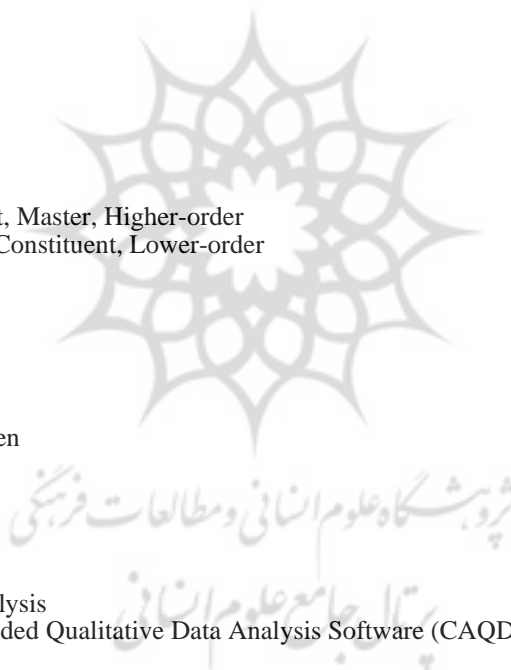 t, Master, Higher-order
Constituent, Lower-order
en
پژوهشگاه علوم انسانی و مطالعات فرهنگی
lysis
ded Qualitative Data Analysis Software (CAQD
پرتال جامع علوم انسانی